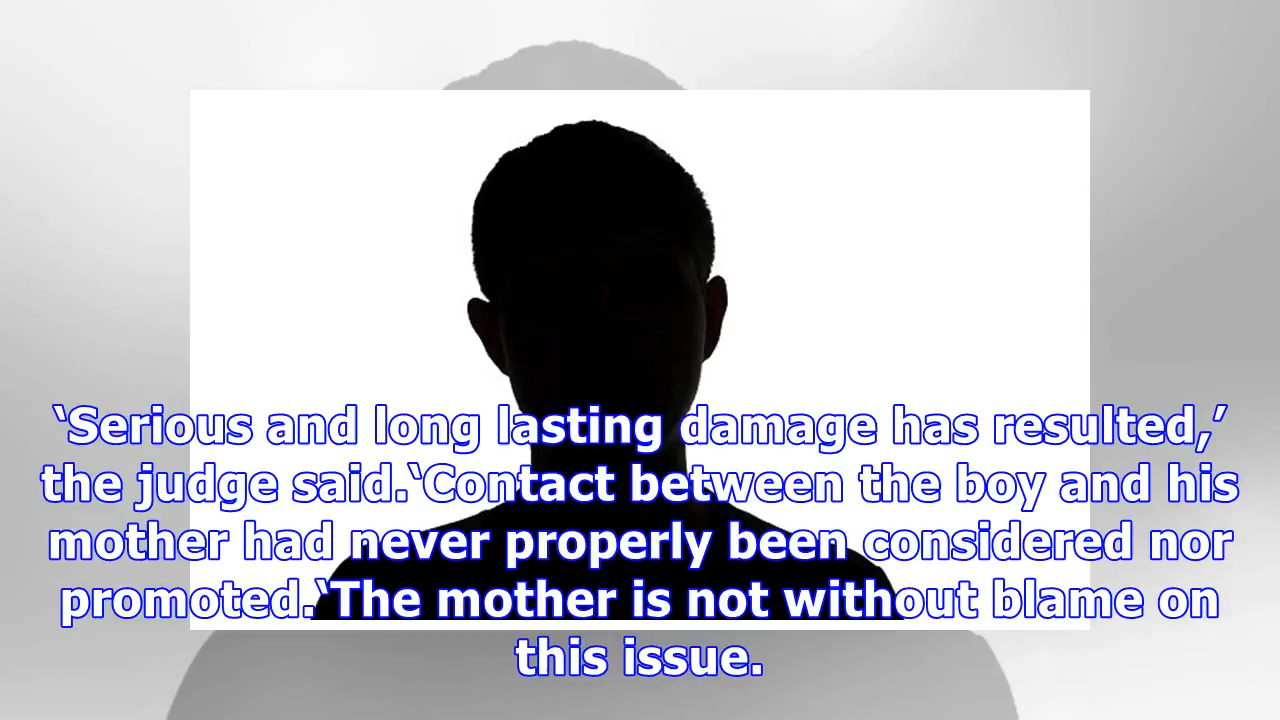 ‘Serious and long lasting damage has resulted,’
the judge said.‘Contact between the boy and his
mother had never properly been considered nor
promoted.‘The mother is not without blame on
this issue.